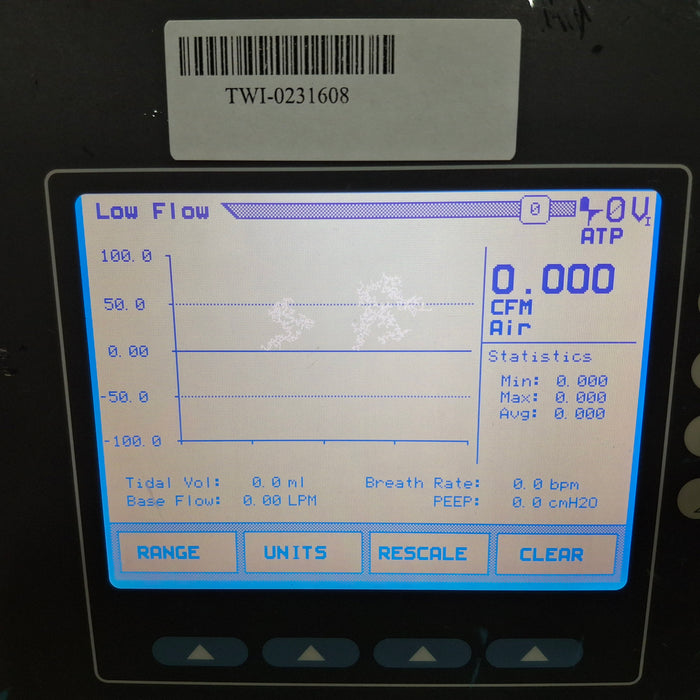 TWI-0231608
Low Flow
0
0VI
ATP
100.0
50.0
0.00
-50.0
-100.0
0.000
CFM
Air
Statistics
Min: 0.000
Max: 0.000
Avg: 0.000
Tidal Vol: 0.0 ml
Breath Rate: 0.0 bpm
Base Flow: 0.00 LPM
PEEP: 0.0 cmH2O
RANGE
UNITS
RESCALE
CLEAR